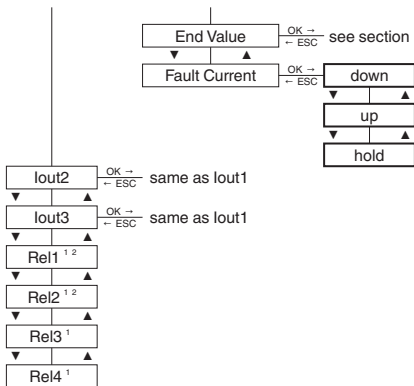 End Value
OK →
← ESC
see section
▼ ▲
Fault Current
OK →
← ESC
down
▼ ▲
up
▼ ▲
hold
Iout2
OK →
← ESC
same as Iout1
▼ ▲
Iout3
OK →
← ESC
same as Iout1
▼ ▲
Rel1 ¹ ²
▼ ▲
Rel2 ¹ ²
▼ ▲
Rel3 ¹
▼ ▲
Rel4 ¹